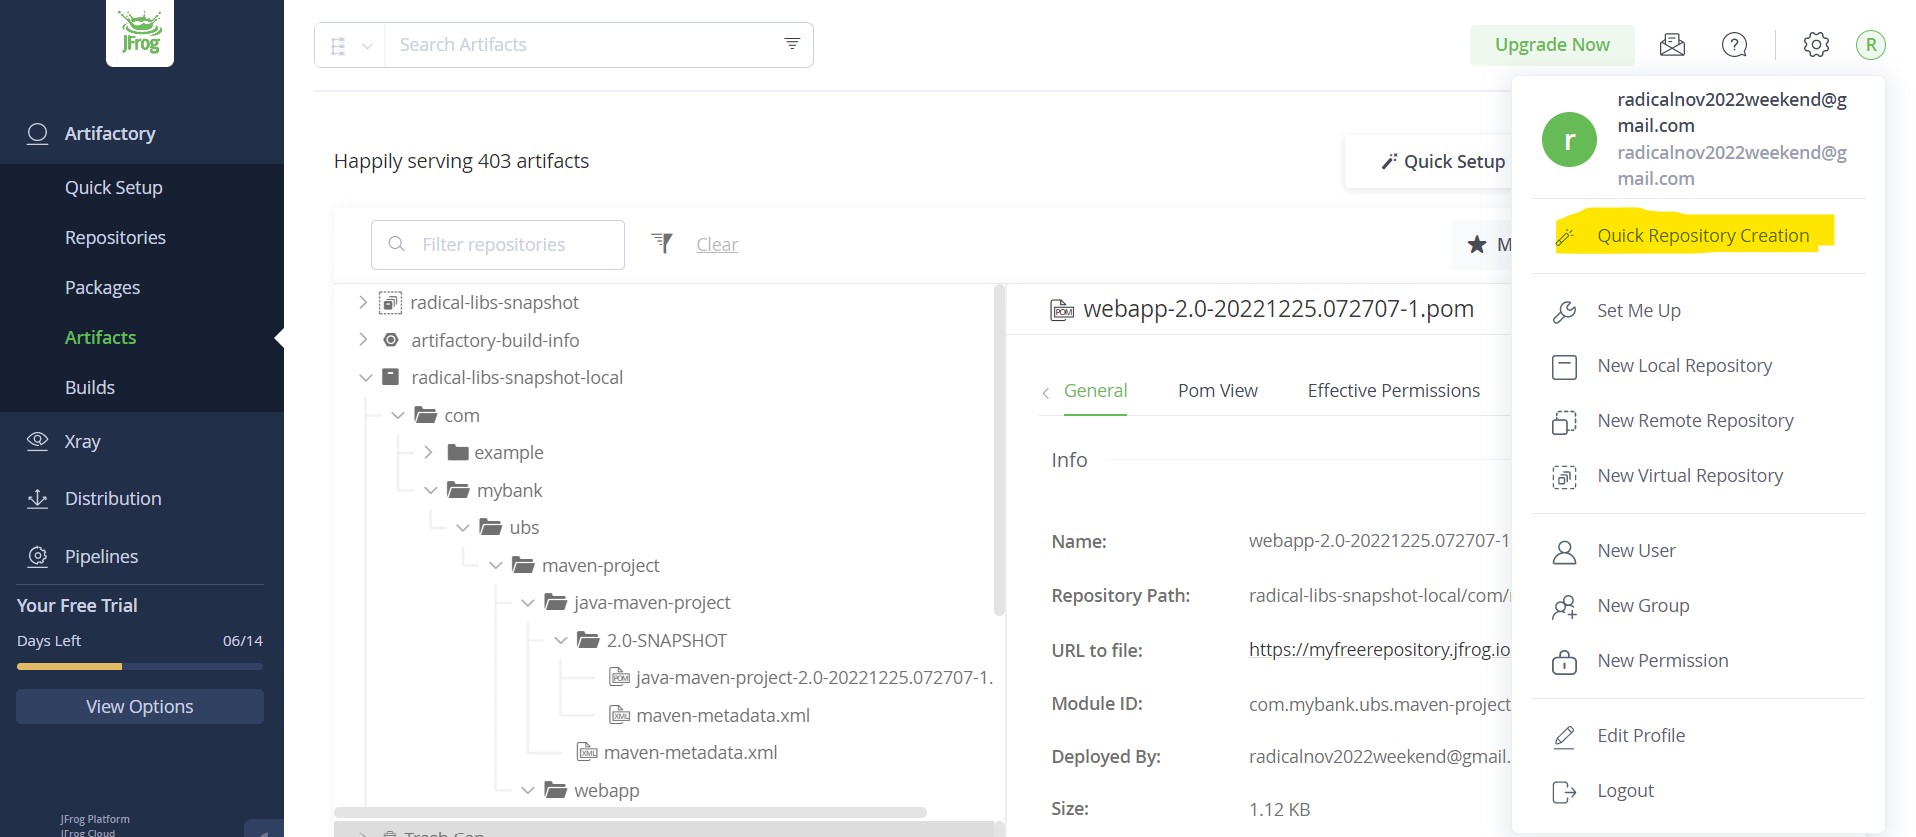 JFrog
Search Artifacts
Upgrade Now
R
Artifactory
Quick Setup
Repositories
Packages
Artifacts
Builds
Xray
Distribution
Pipelines
Your Free Trial
Days Left 06/14
View Options
JFrog Platform
JFrog Cloud
Happily serving 403 artifacts
Quick Setup
Filter repositories
Clear
M
radical-libs-snapshot
artifactory-build-info
radical-libs-snapshot-local
com
example
mybank
ubs
maven-project
java-maven-project
2.0-SNAPSHOT
POM java-maven-project-2.0-20221225.072707-1.
XML maven-metadata.xml
XML maven-metadata.xml
webapp
Trash Can
POM webapp-2.0-20221225.072707-1.pom
General Pom View Effective Permissions
Info
Name: webapp-2.0-20221225.072707-1
Repository Path: radical-libs-snapshot-local/com/
URL to file: https://myfreerepository.jfrog.io
Module ID: com.mybank.ubs.maven-project
Deployed By: radicalnov2022weekend@gmail.
Size: 1.12 KB
r
radicalnov2022weekend@g
mail.com
radicalnov2022weekend@g
mail.com
Quick Repository Creation
Set Me Up
New Local Repository
New Remote Repository
New Virtual Repository
New User
New Group
New Permission
Edit Profile
Logout